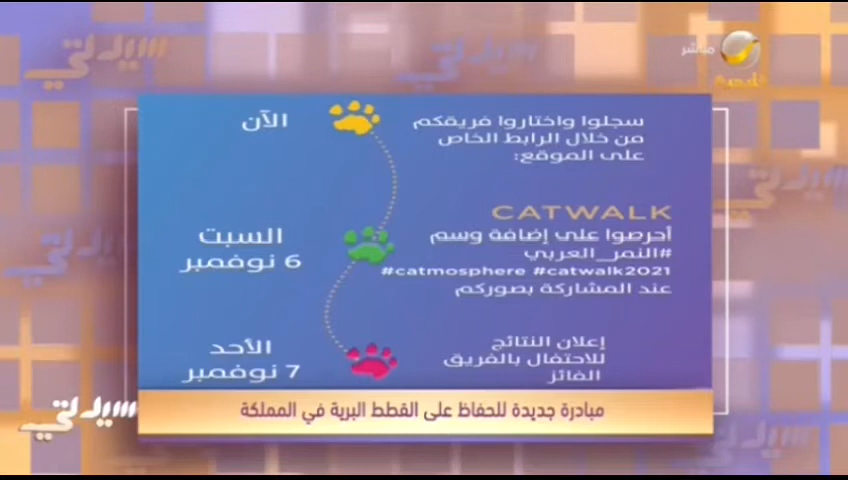 مباشر
سيدتي
الآن
سجلوا واختاروا فريقكم
من خلال الرابط الخاص
على الموقع:
CATWALK
السبت
6 نوفمبر
أحرصوا على إضافة وسم
#النمر_العربي
#catmosphere #catwalk2021
عند المشاركة بصوركم
الأحد
7 نوفمبر
إعلان النتائج
للاحتفال بالفريق
الفائز
مبادرة جديدة للحفاظ على القطط البرية في المملكة
سيدتي